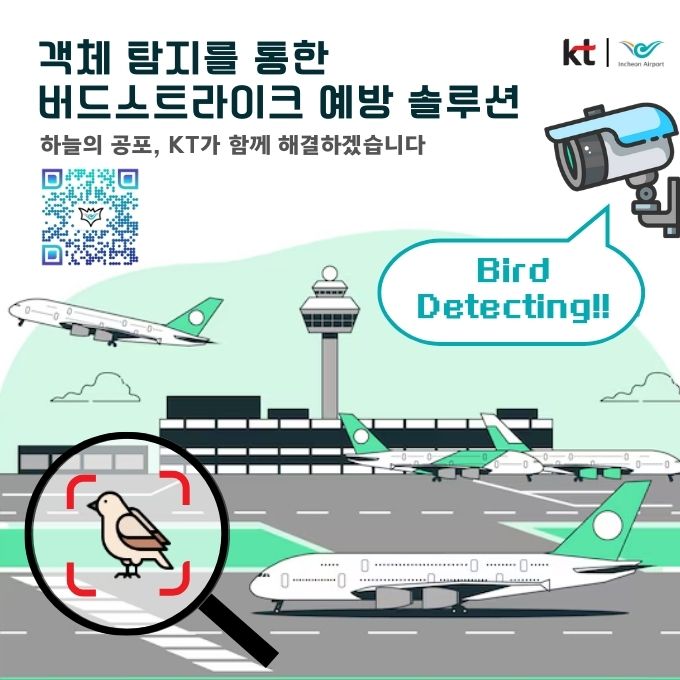 객체 탐지를 통한
버드스트라이크 예방 솔루션
하늘의 공포, KT가 함께 해결하겠습니다
kt
Incheon Airport
Bird
Detecting!!